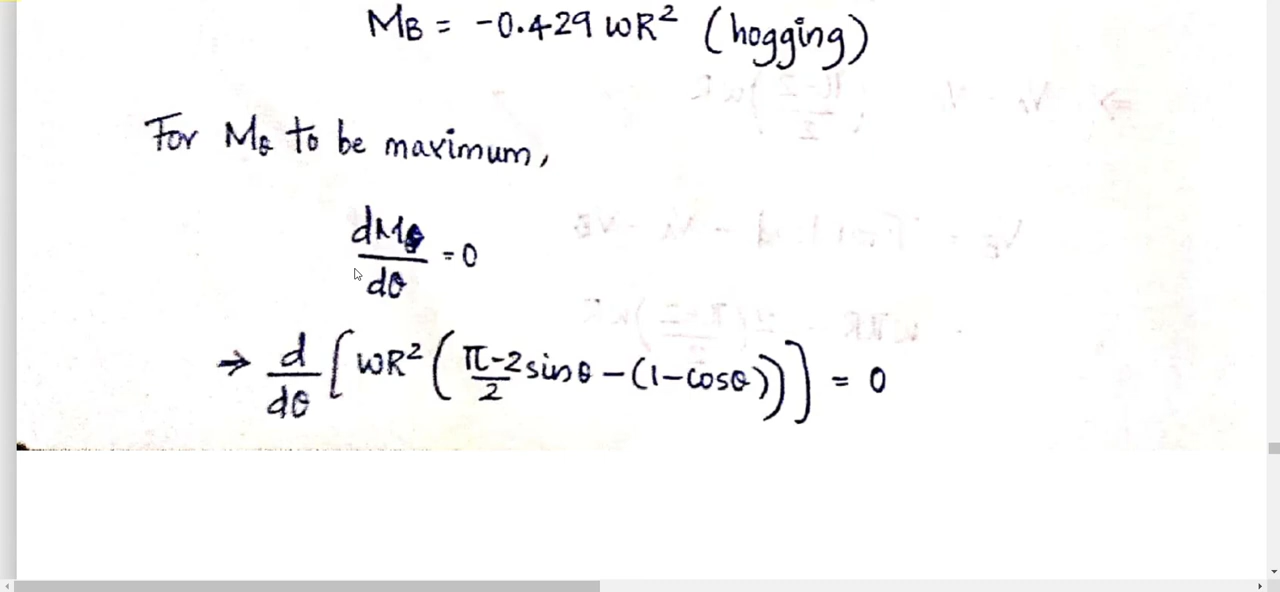 MB = -0.429 WR² (hogging)
For Mθ to be maximum,
dMθ/dθ = 0
→ d/dθ [WR² (π-2/2 sinθ - (1-cosθ))] = 0